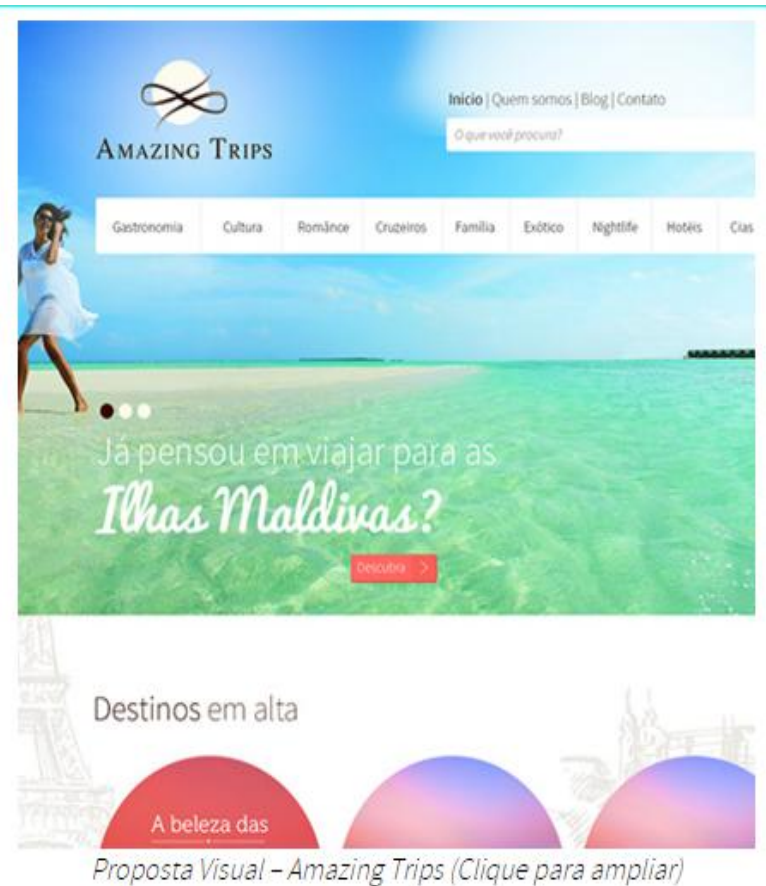 AMAZING TRIPS
Início | Quem somos | Blog | Contato
O que você procura?
Gastronomia Cultura Românce Cruzeiros Família Exótico Nightlife Hotéis Cias
Já pensou em viajar para as
Ilhas Maldivas?
Descubra >
Destinos em alta
A beleza das
Proposta Visual – Amazing Trips (Clique para ampliar)